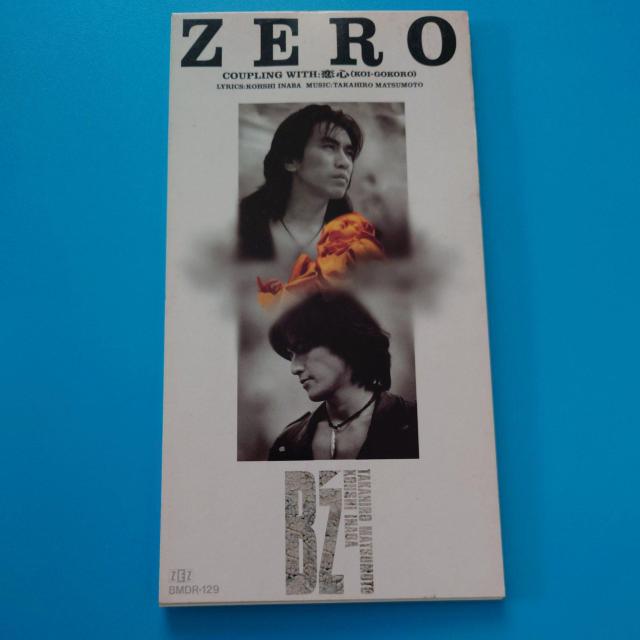 ZERO
COUPLING WITH:恋心(KOI-GOKORO)
LYRICS:KOHSHI INABA MUSIC:TAKAHIRO MATSUMOTO
B'z
TAKAHIRO MATSUMOTO
KOHSHI INABA
ZEZ
BMDR-129